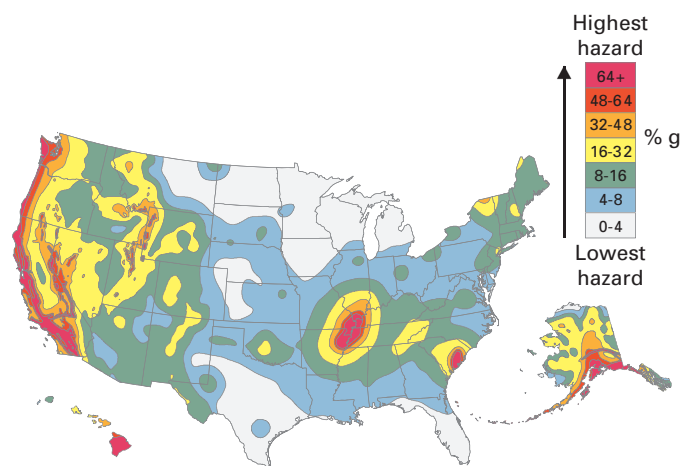 Highest
hazard
64+
48-64
32-48
16-32
8-16
4-8
0-4
% g
Lowest
hazard